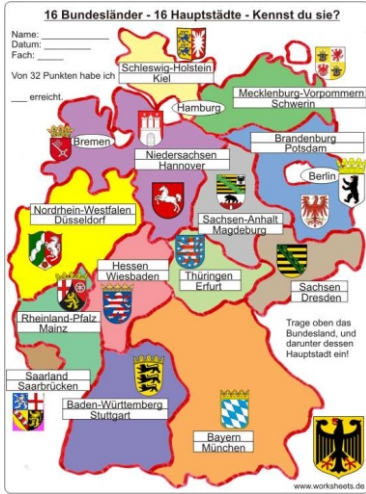 16 Bundesländer - 16 Hauptstädte - Kennst du sie?
Name:
Datum:
Fach:
Von 32 Punkten habe ich
erreicht.
Schleswig-Holstein
Kiel
Mecklenburg-Vorpommern
Schwerin
Hamburg
Bremen
Niedersachsen
Hannover
Brandenburg
Potsdam
Berlin
Nordrhein-Westfalen
Düsseldorf
Sachsen-Anhalt
Magdeburg
Hessen
Wiesbaden
Thüringen
Erfurt
Sachsen
Dresden
Rheinland-Pfalz
Mainz
Trage oben das
Bundesland, und
darunter dessen
Hauptstadt ein!
Saarland
Saarbrücken
Baden-Württemberg
Stuttgart
Bayern
München
www.worksheets.de